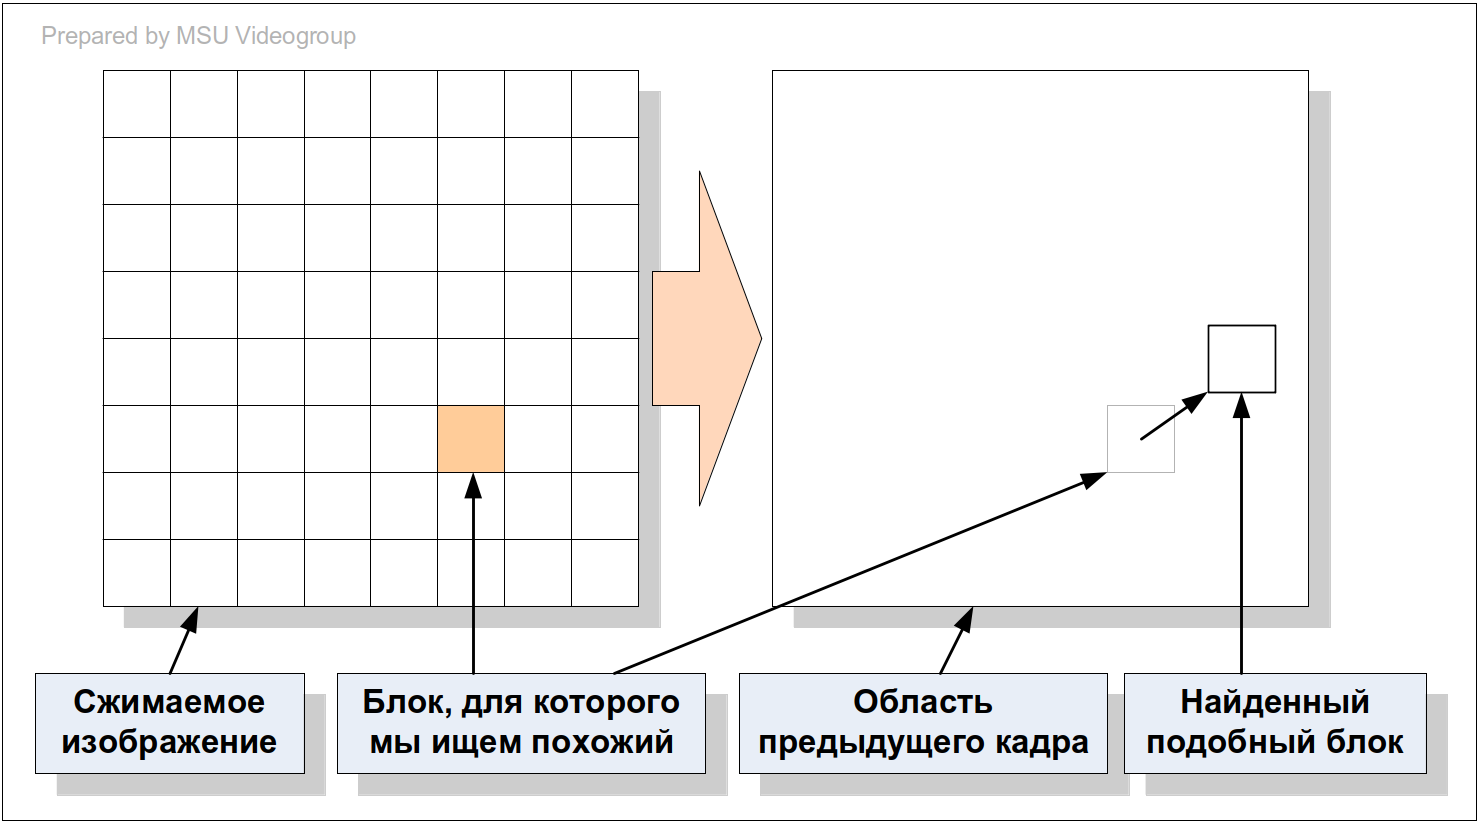 Prepared by MSU Videogroup
Сжимаемое
изображение
Блок, для которого
мы ищем похожий
Область
предыдущего кадра
Найденный
подобный блок